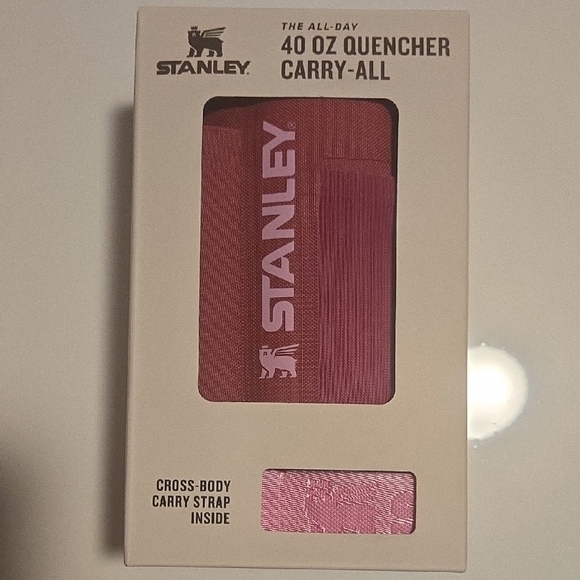 STANLEY.
THE ALL-DAY
40 OZ QUENCHER
CARRY-ALL
STANLEY®
CROSS-BODY
CARRY STRAP
INSIDE